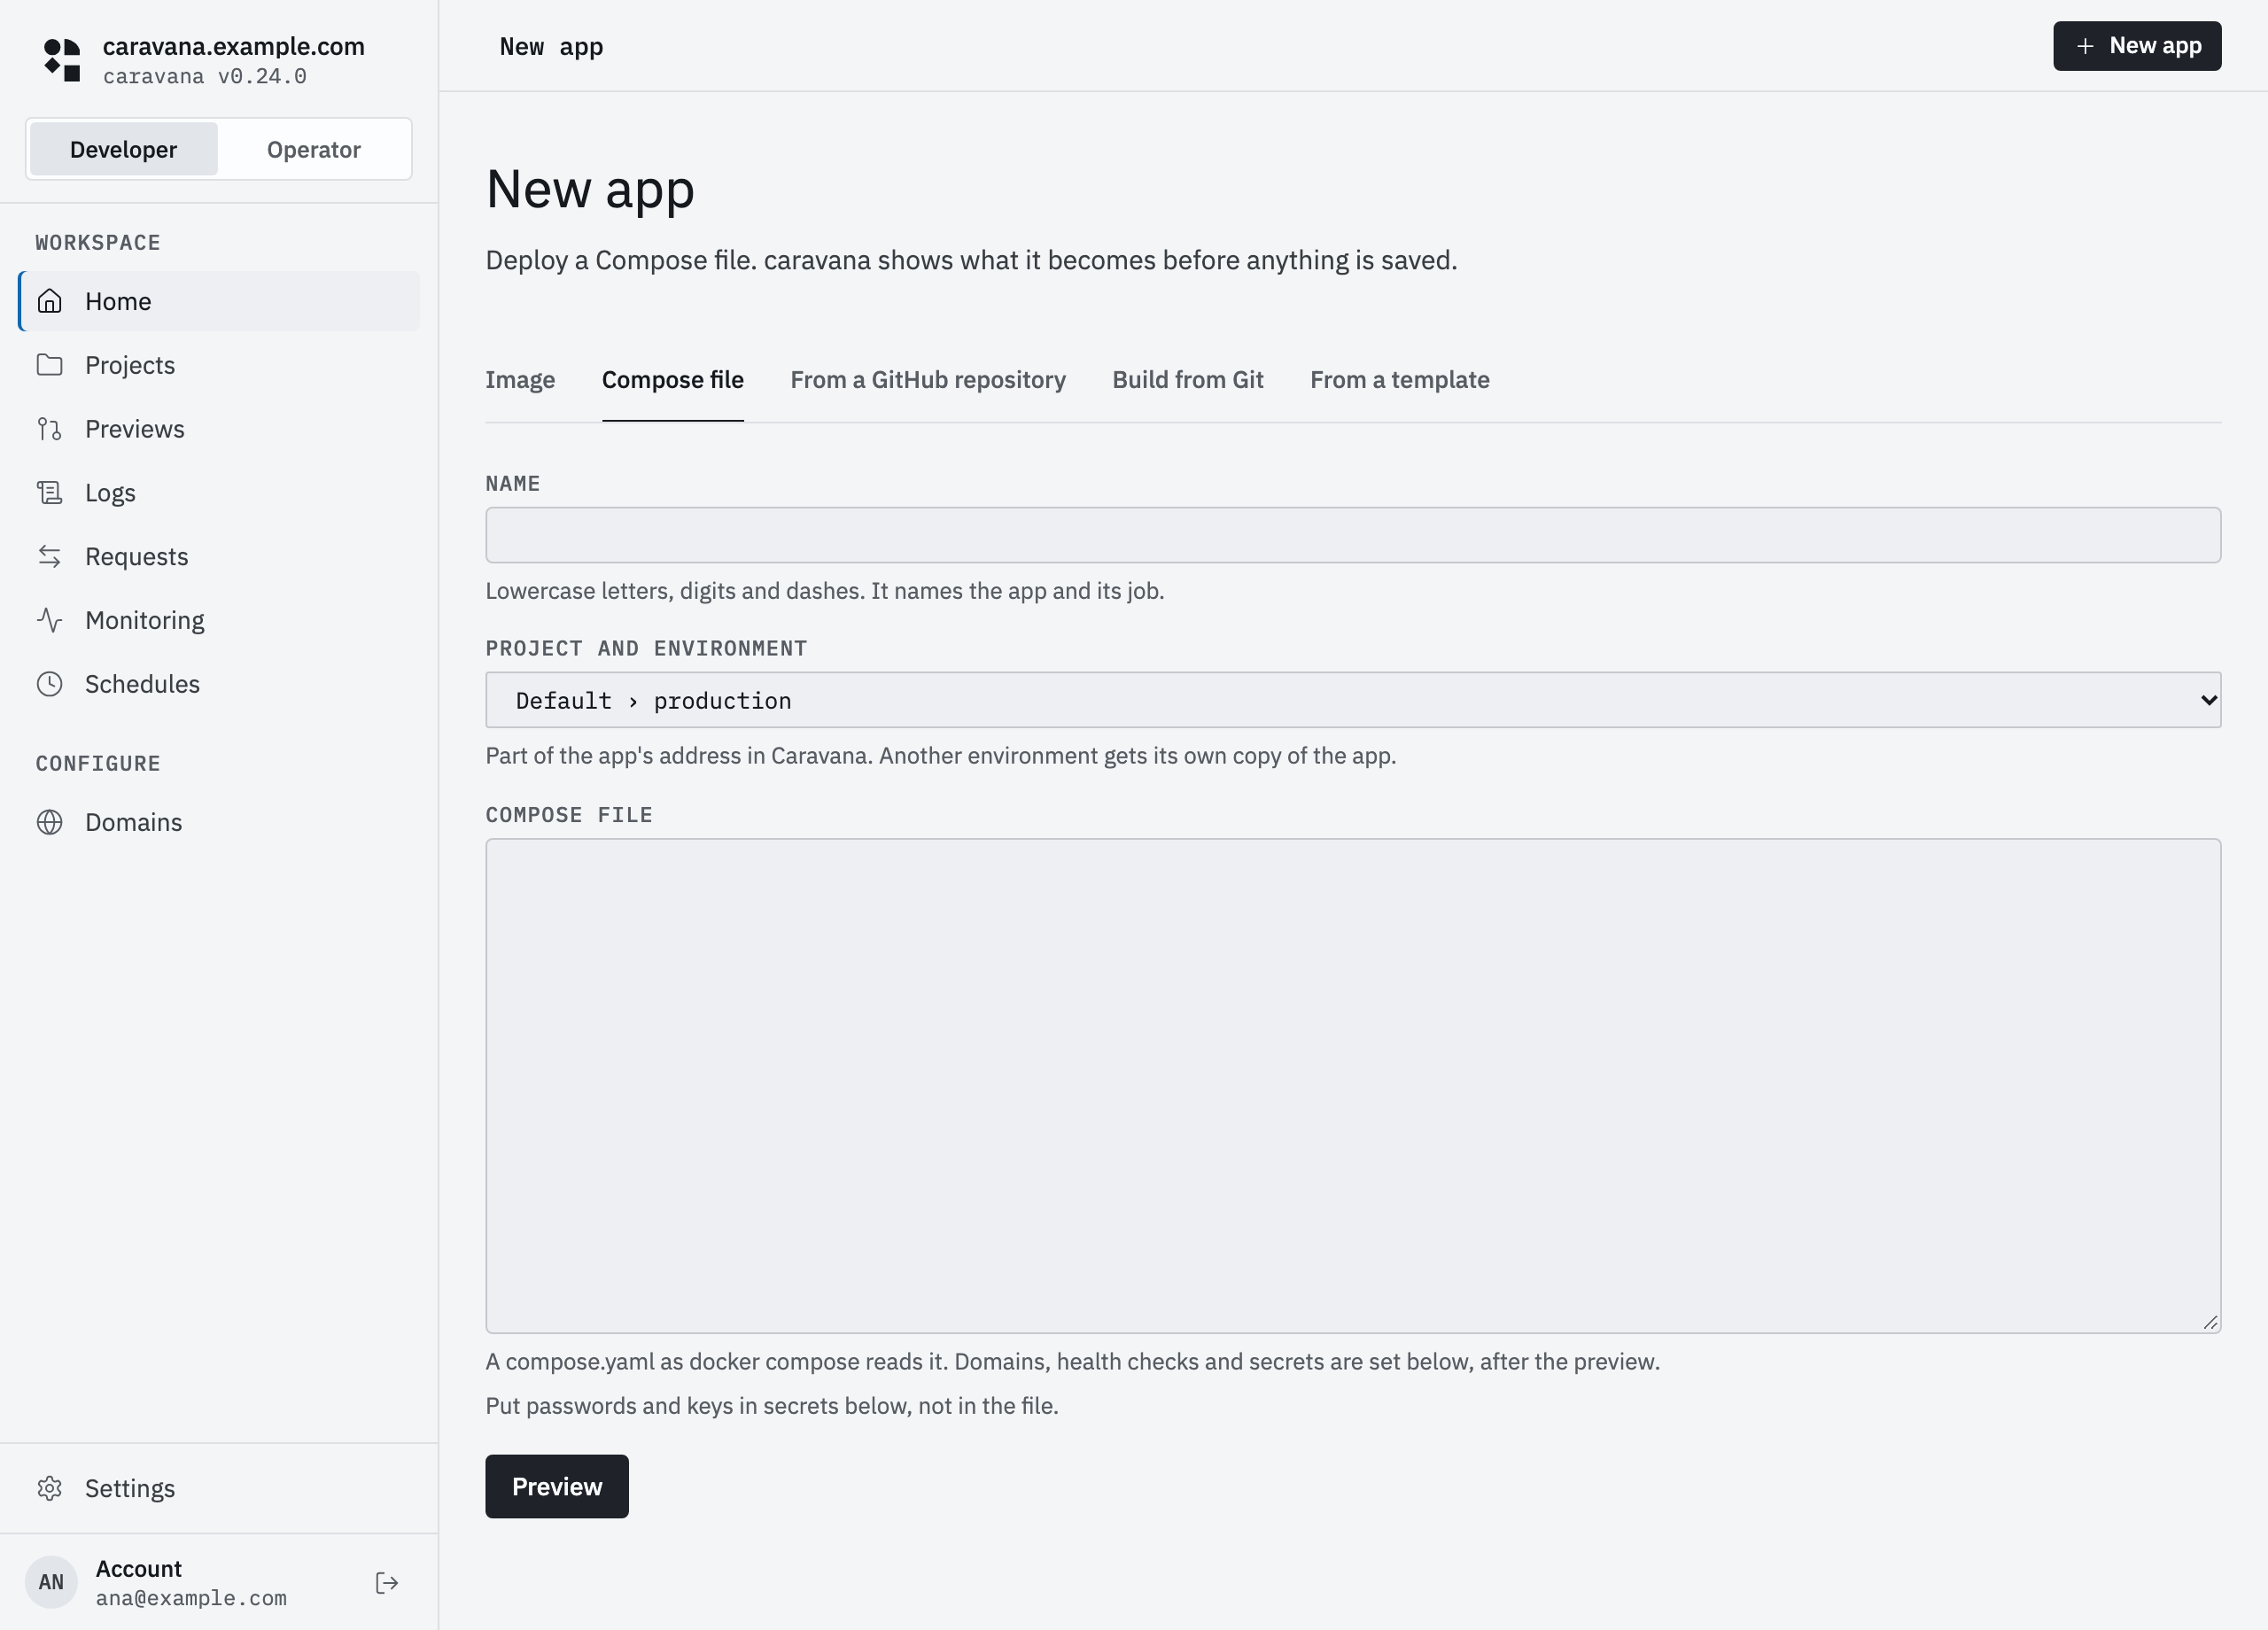 caravana.example.com
caravana v0.24.0
Developer
Operator
WORKSPACE
Home
Projects
Previews
Logs
Requests
Monitoring
Schedules
CONFIGURE
Domains
Settings
AN
Account
ana@example.com
New app
+ New app
New app
Deploy a Compose file. caravana shows what it becomes before anything is saved.
Image
Compose file
From a GitHub repository
Build from Git
From a template
NAME
Lowercase letters, digits and dashes. It names the app and its job.
PROJECT AND ENVIRONMENT
Default › production
Part of the app's address in Caravana. Another environment gets its own copy of the app.
COMPOSE FILE
A compose.yaml as docker compose reads it. Domains, health checks and secrets are set below, after the preview.
Put passwords and keys in secrets below, not in the file.
Preview